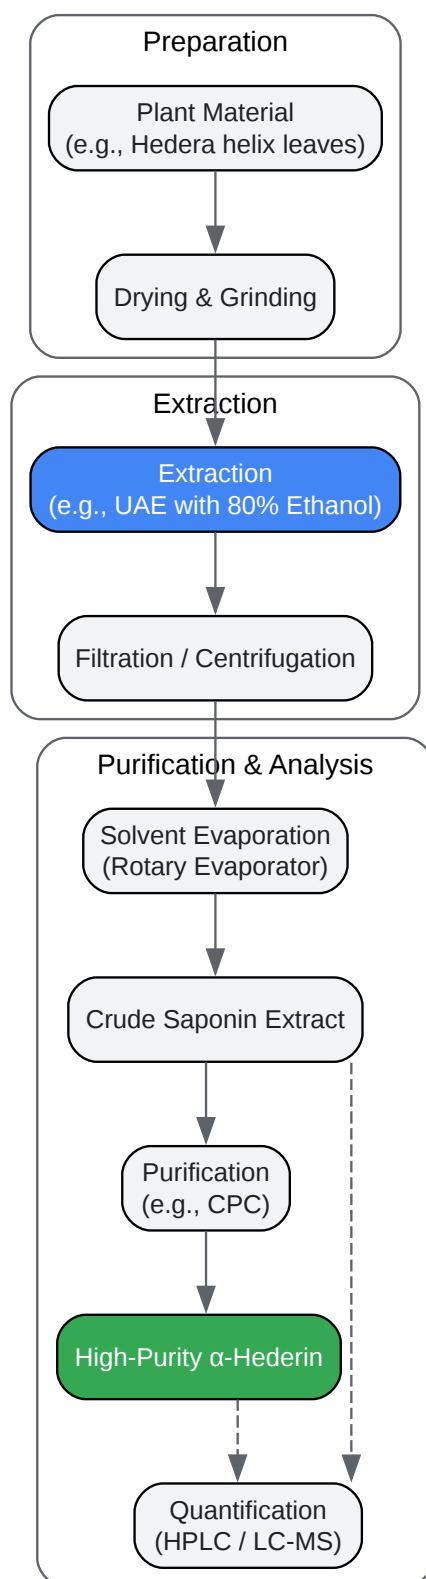 Preparation
Plant Material
(e.g., Hedera helix leaves)
Drying & Grinding
Extraction
Extraction
(e.g., UAE with 80% Ethanol)
Filtration / Centrifugation
Purification & Analysis
Solvent Evaporation
(Rotary Evaporator)
Crude Saponin Extract
Purification
(e.g., CPC)
High-Purity α-Hederin
Quantification
(HPLC / LC-MS)